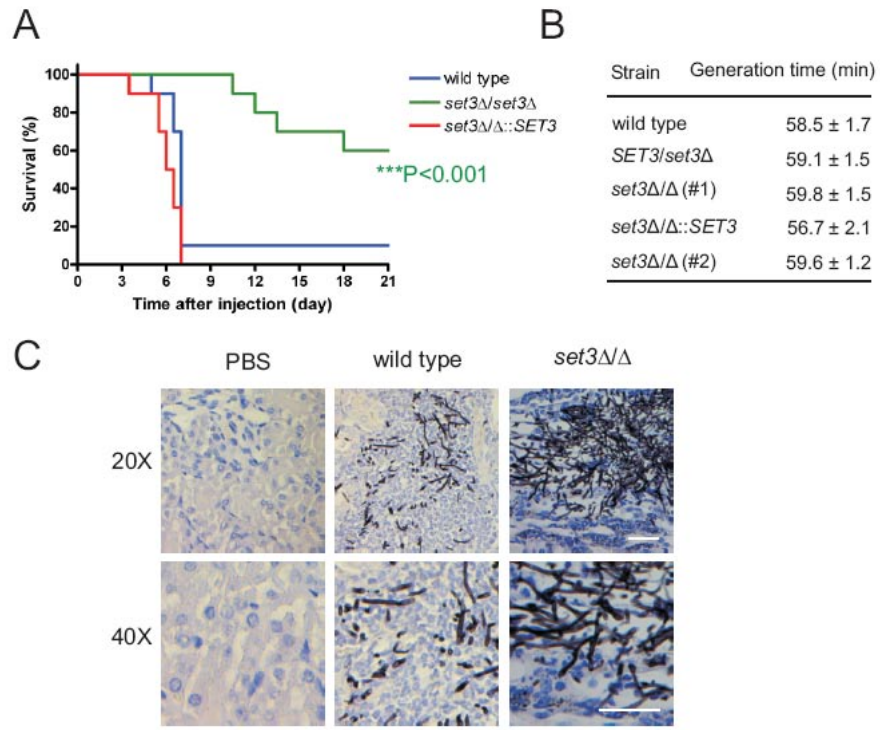 A
Survival (%)
100
80
60
40
20
0
0 3 6 9 12 15 18 21
Time after injection (day)
wild type
set3Δ/set3Δ
set3Δ/Δ::SET3
***P<0.001
B
Strain Generation time (min)
wild type 58.5 ± 1.7
SET3/set3Δ 59.1 ± 1.5
set3Δ/Δ (#1) 59.8 ± 1.5
set3Δ/Δ::SET3 56.7 ± 2.1
set3Δ/Δ (#2) 59.6 ± 1.2
C
PBS wild type set3Δ/Δ
20X
40X